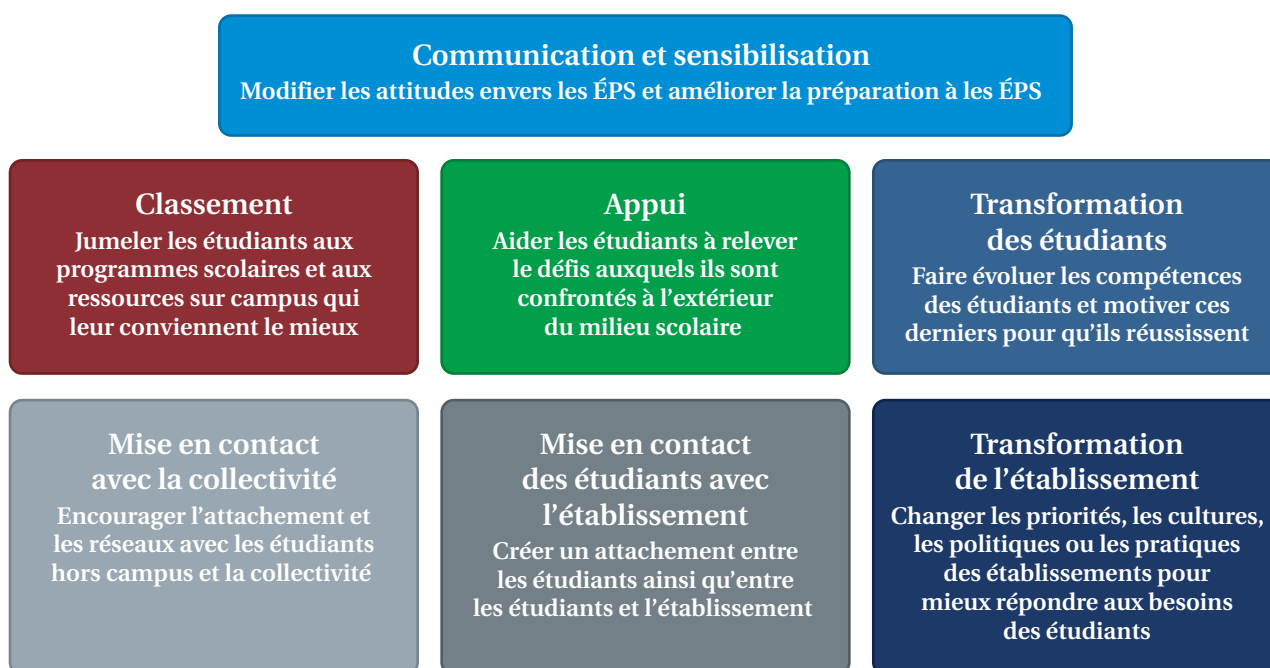 Communication et sensibilisation
Modifier les attitudes envers les ÉPS et améliorer la préparation à les ÉPS
Classement
Jumeler les étudiants aux
programmes scolaires et aux
ressources sur campus qui
leur conviennent le mieux
Appui
Aider les étudiants à relever
le défis auxquels ils sont
confrontés à l’extérieur
du milieu scolaire
Transformation
des étudiants
Faire évoluer les compétences
des étudiants et motiver ces
derniers pour qu’ils réussissent
Mise en contact
avec la collectivité
Encourager l’attachement et
les réseaux avec les étudiants
hors campus et la collectivité
Mise en contact
des étudiants avec
l’établissement
Créer un attachement entre
les étudiants ainsi qu’entre
les étudiants et l’établissement
Transformation
de l’établissement
Changer les priorités, les cultures,
les politiques ou les pratiques
des établissements pour
mieux répondre aux besoins
des étudiants